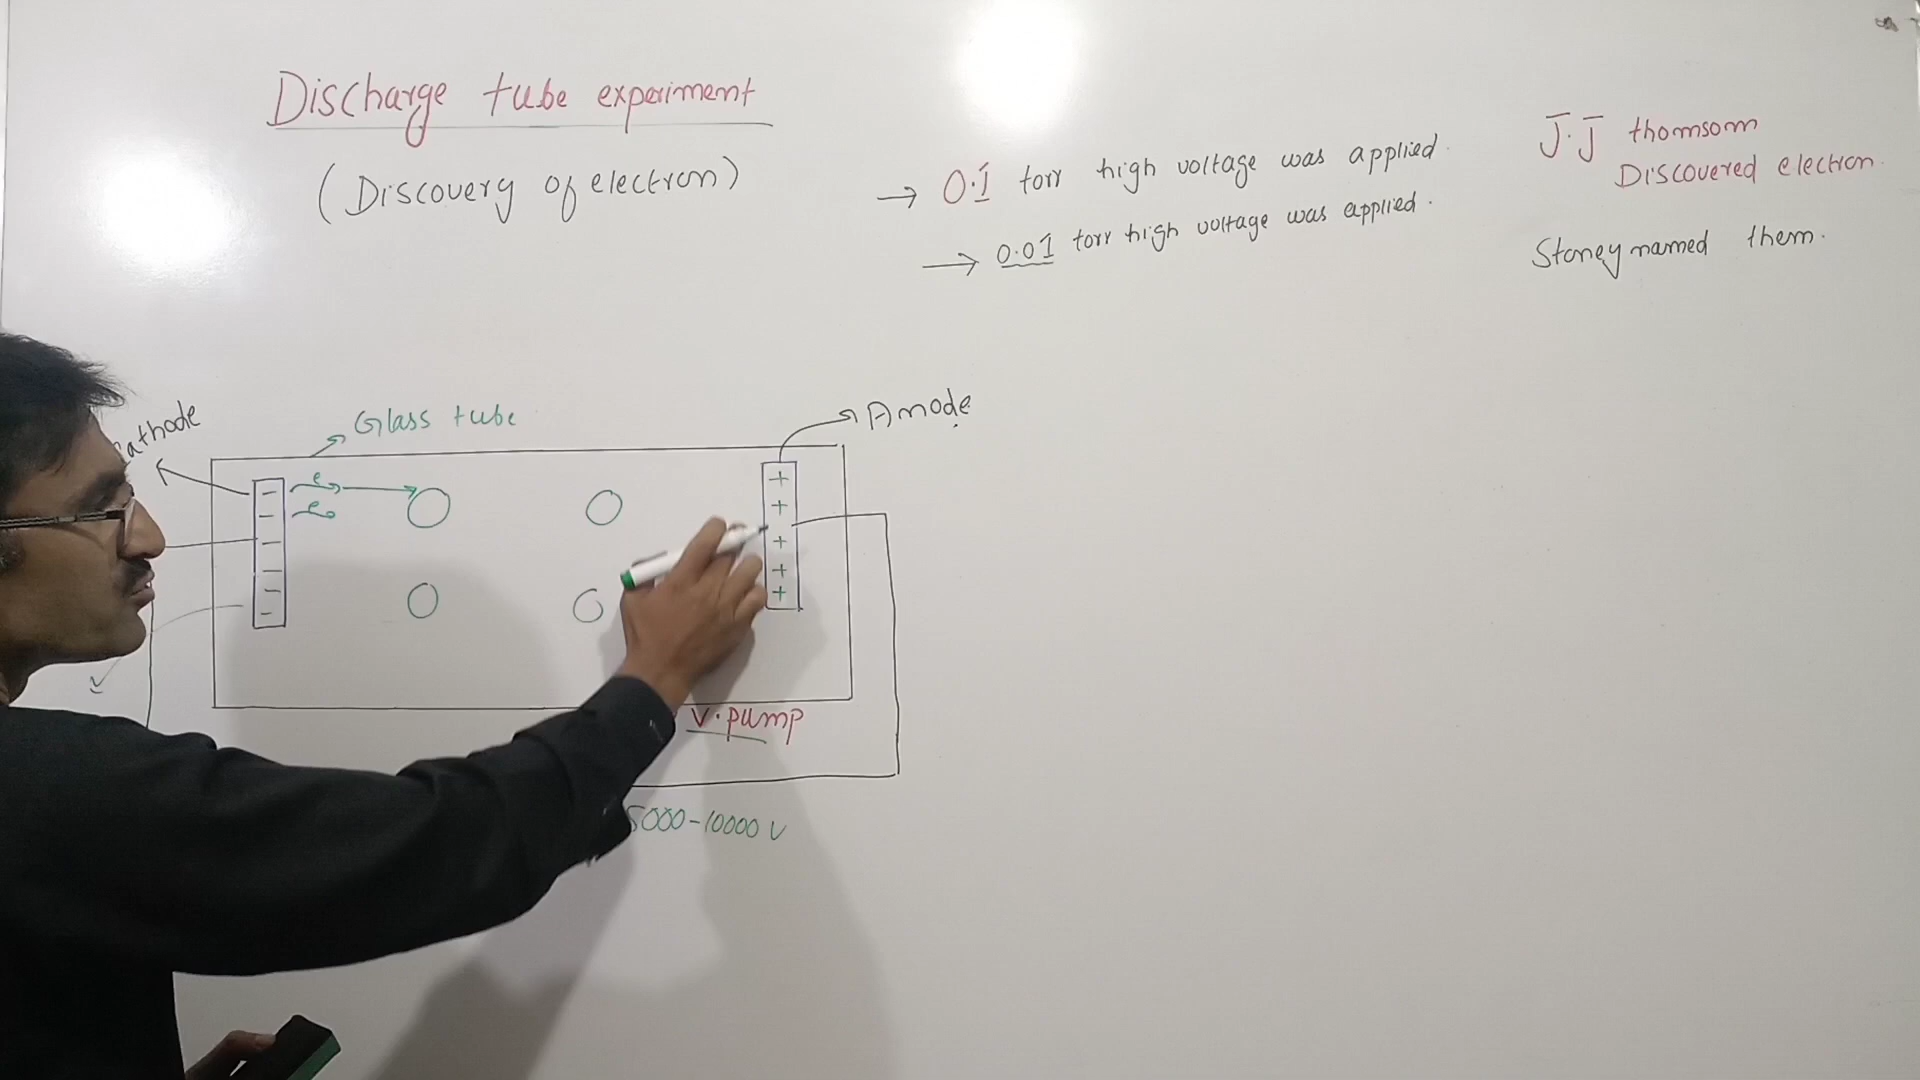 Discharge tube experiment
(Discovery of electron)
→ 0.1 torr high voltage was applied.
→ 0.01 torr high voltage was applied.
J.J thomsom
Discovered electron.
Stoney named them.
athode
Glass tube
Anode
e
e
V. pump
5000-10000 V